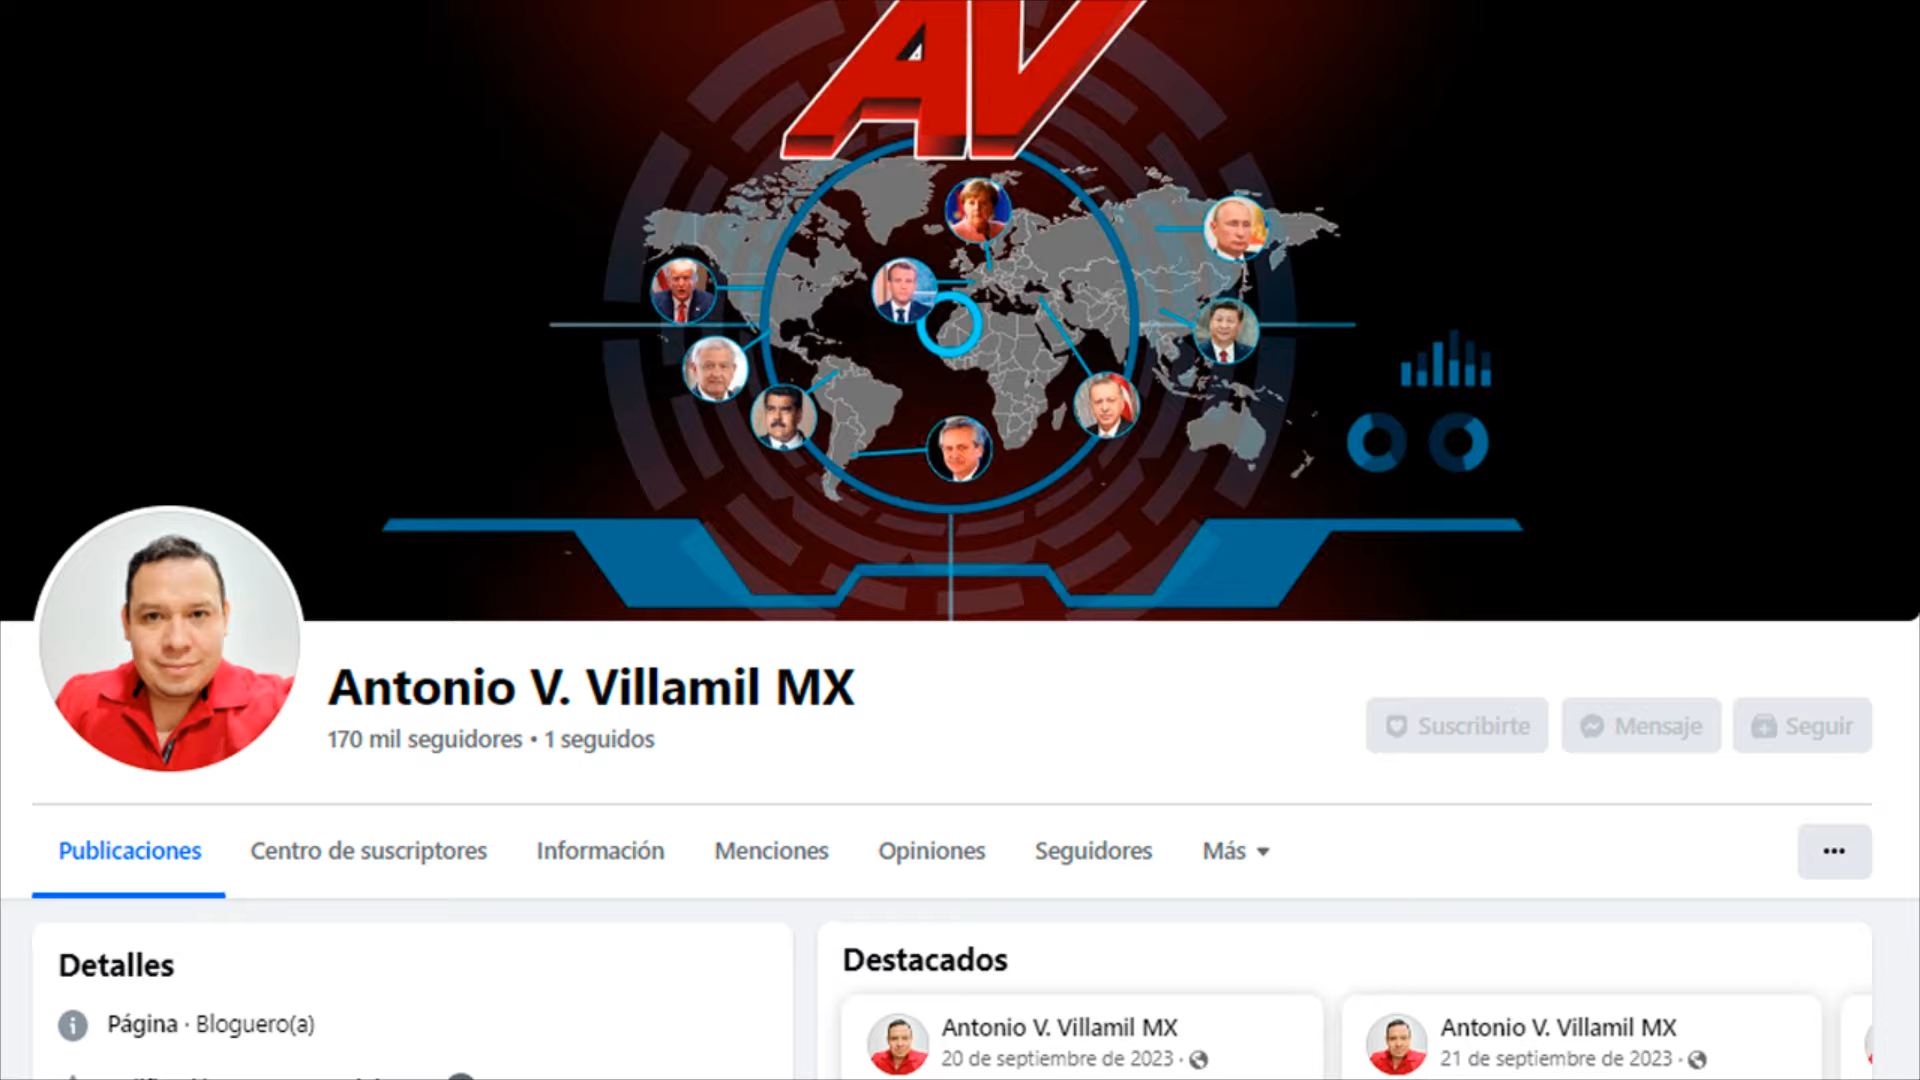 AV
Antonio V. Villamil MX
170 mil seguidores • 1 seguidos
Suscribirte
Mensaje
Seguir
Publicaciones
Centro de suscriptores
Información
Menciones
Opiniones
Seguidores
Más
Detalles
Página · Bloguero(a)
Destacados
Antonio V. Villamil MX
20 de septiembre de 2023 ·
Antonio V. Villamil MX
21 de septiembre de 2023 ·